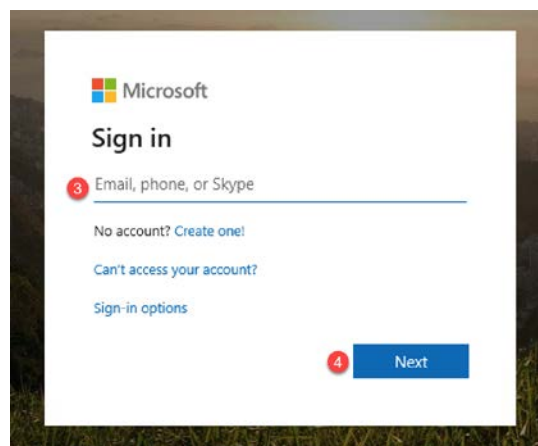 Microsoft
Sign in
3 Email, phone, or Skype
No account? Create one!
Can't access your account?
Sign-in options
4 Next